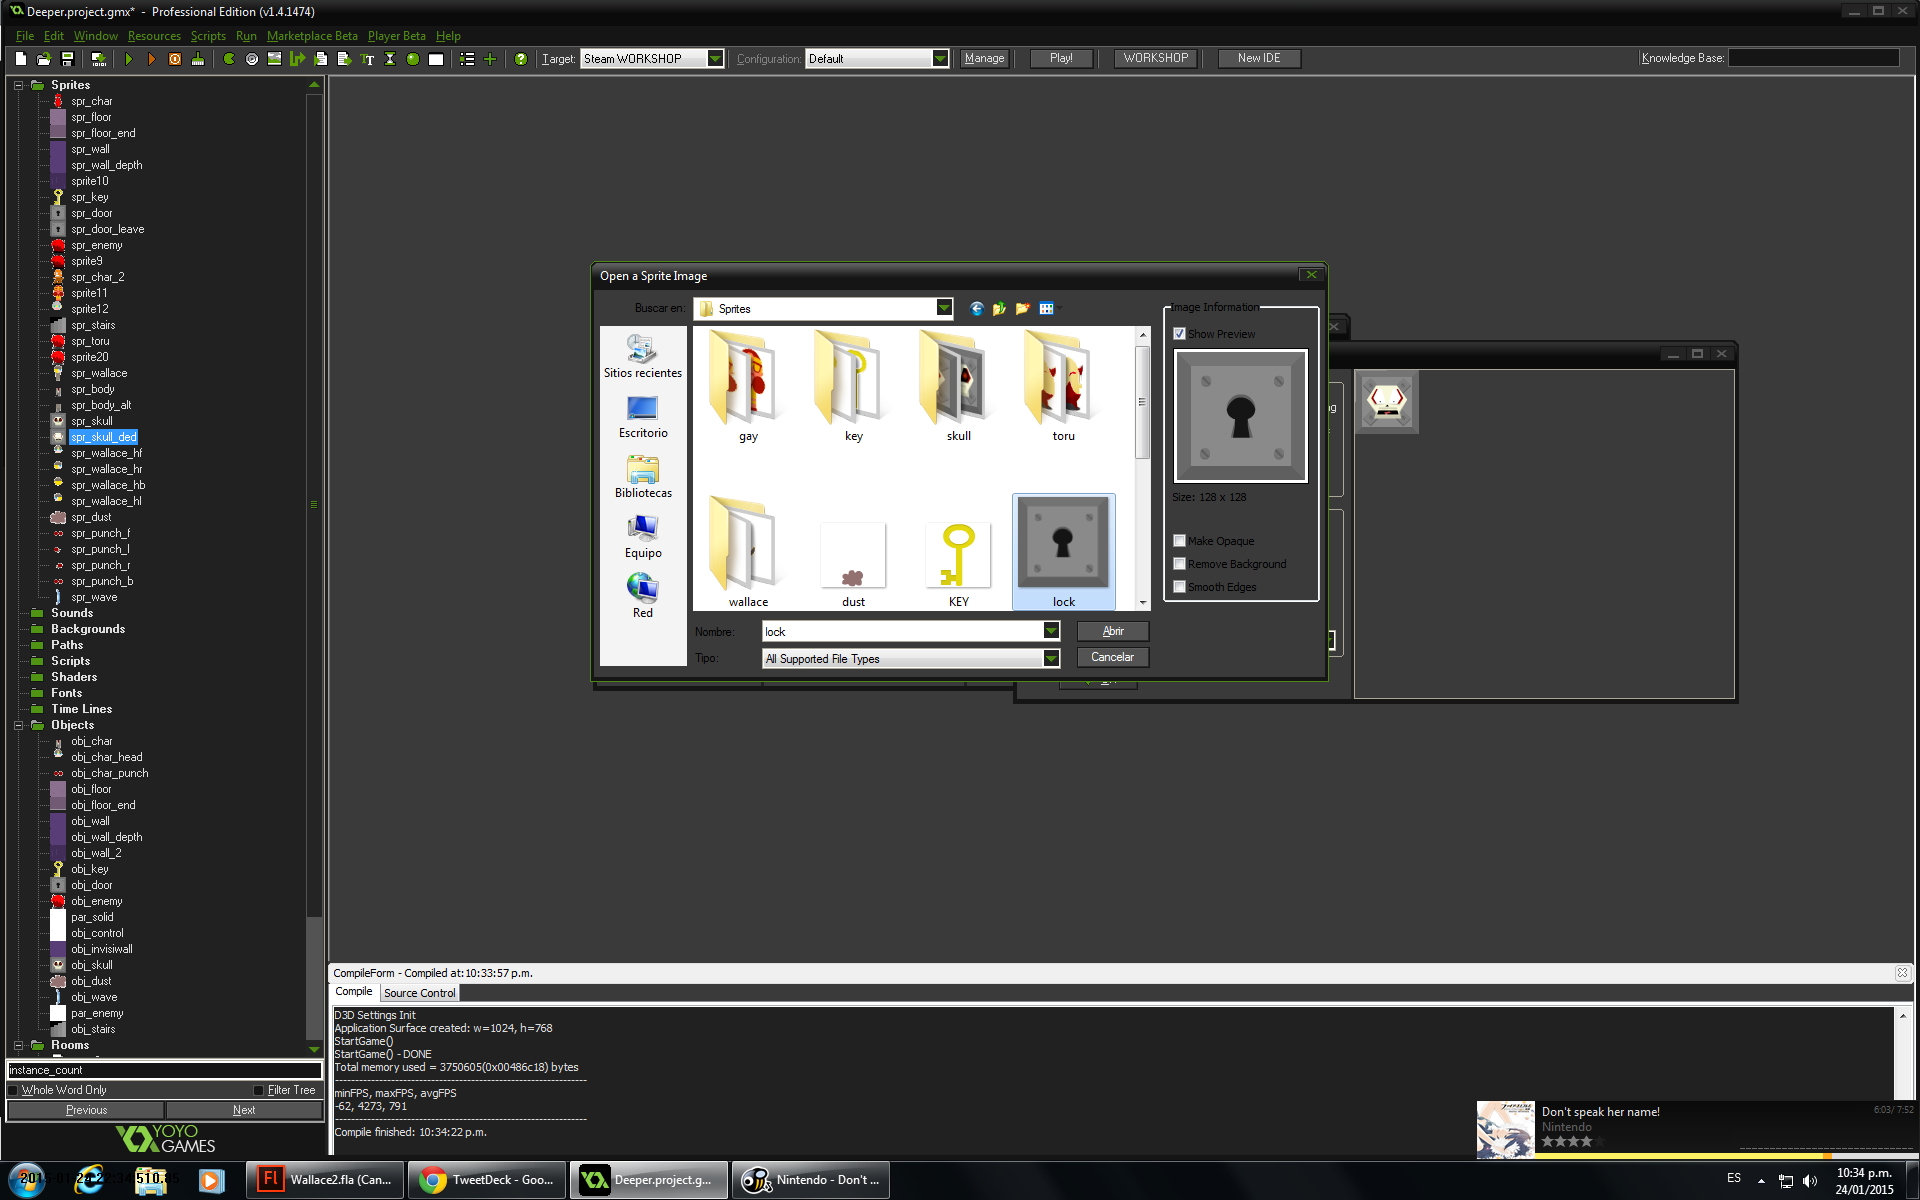 Deeper.project.gmx* - Professional Edition (v1.4.1474)
File Edit Window Resources Scripts Run Marketplace Beta Player Beta Help
Target: Steam WORKSHOP Configuration: Default Manage Play! WORKSHOP New IDE Knowledge Base:
Sprites
spr_char
spr_floor
spr_floor_end
spr_wall
spr_wall_depth
sprite10
spr_key
spr_door
spr_door_leave
spr_enemy
sprite9
spr_char_2
sprite11
sprite12
spr_stairs
spr_toru
sprite20
spr_wallace
spr_body
spr_body_alt
spr_skull
spr_skull_ded
spr_wallace_hf
spr_wallace_hr
spr_wallace_hb
spr_wallace_hl
spr_dust
spr_punch_f
spr_punch_l
spr_punch_r
spr_punch_b
spr_wave
Sounds
Backgrounds
Paths
Scripts
Shaders
Fonts
Time Lines
Objects
obj_char
obj_char_head
obj_char_punch
obj_floor
obj_floor_end
obj_wall
obj_wall_depth
obj_wall_2
obj_key
obj_door
obj_enemy
par_solid
obj_control
obj_invisiwall
obj_skull
obj_dust
obj_wave
par_enemy
obj_stairs
Rooms
instance_count
Whole Word Only Filter Tree
Previous Next
YOYO
GAMES
Open a Sprite Image
Buscar en: Sprites
Sitios recientes
Escritorio
Bibliotecas
Equipo
Red
gay key skull toru
wallace dust KEY lock
Nombre: lock Abrir
Tipo: All Supported File Types Cancelar
Image Information
Show Preview
Size: 128 x 128
Make Opaque
Remove Background
Smooth Edges
CompileForm - Compiled at:10:33:57 p.m.
Compile Source Control
D3D Settings Init
Application Surface created: w=1024, h=768
StartGame()
StartGame() - DONE
Total memory used = 3750605(0x00486c18) bytes
minFPS, maxFPS, avgFPS
-62, 4273, 791
Compile finished: 10:34:22 p.m.
Don't speak her name! 6:03/ 7:52
Nintendo
Wallace2.fla (Can... TweetDeck - Goo... Deeper.project.g... Nintendo - Don't ...
ES
10:34 p.m.
24/01/2015